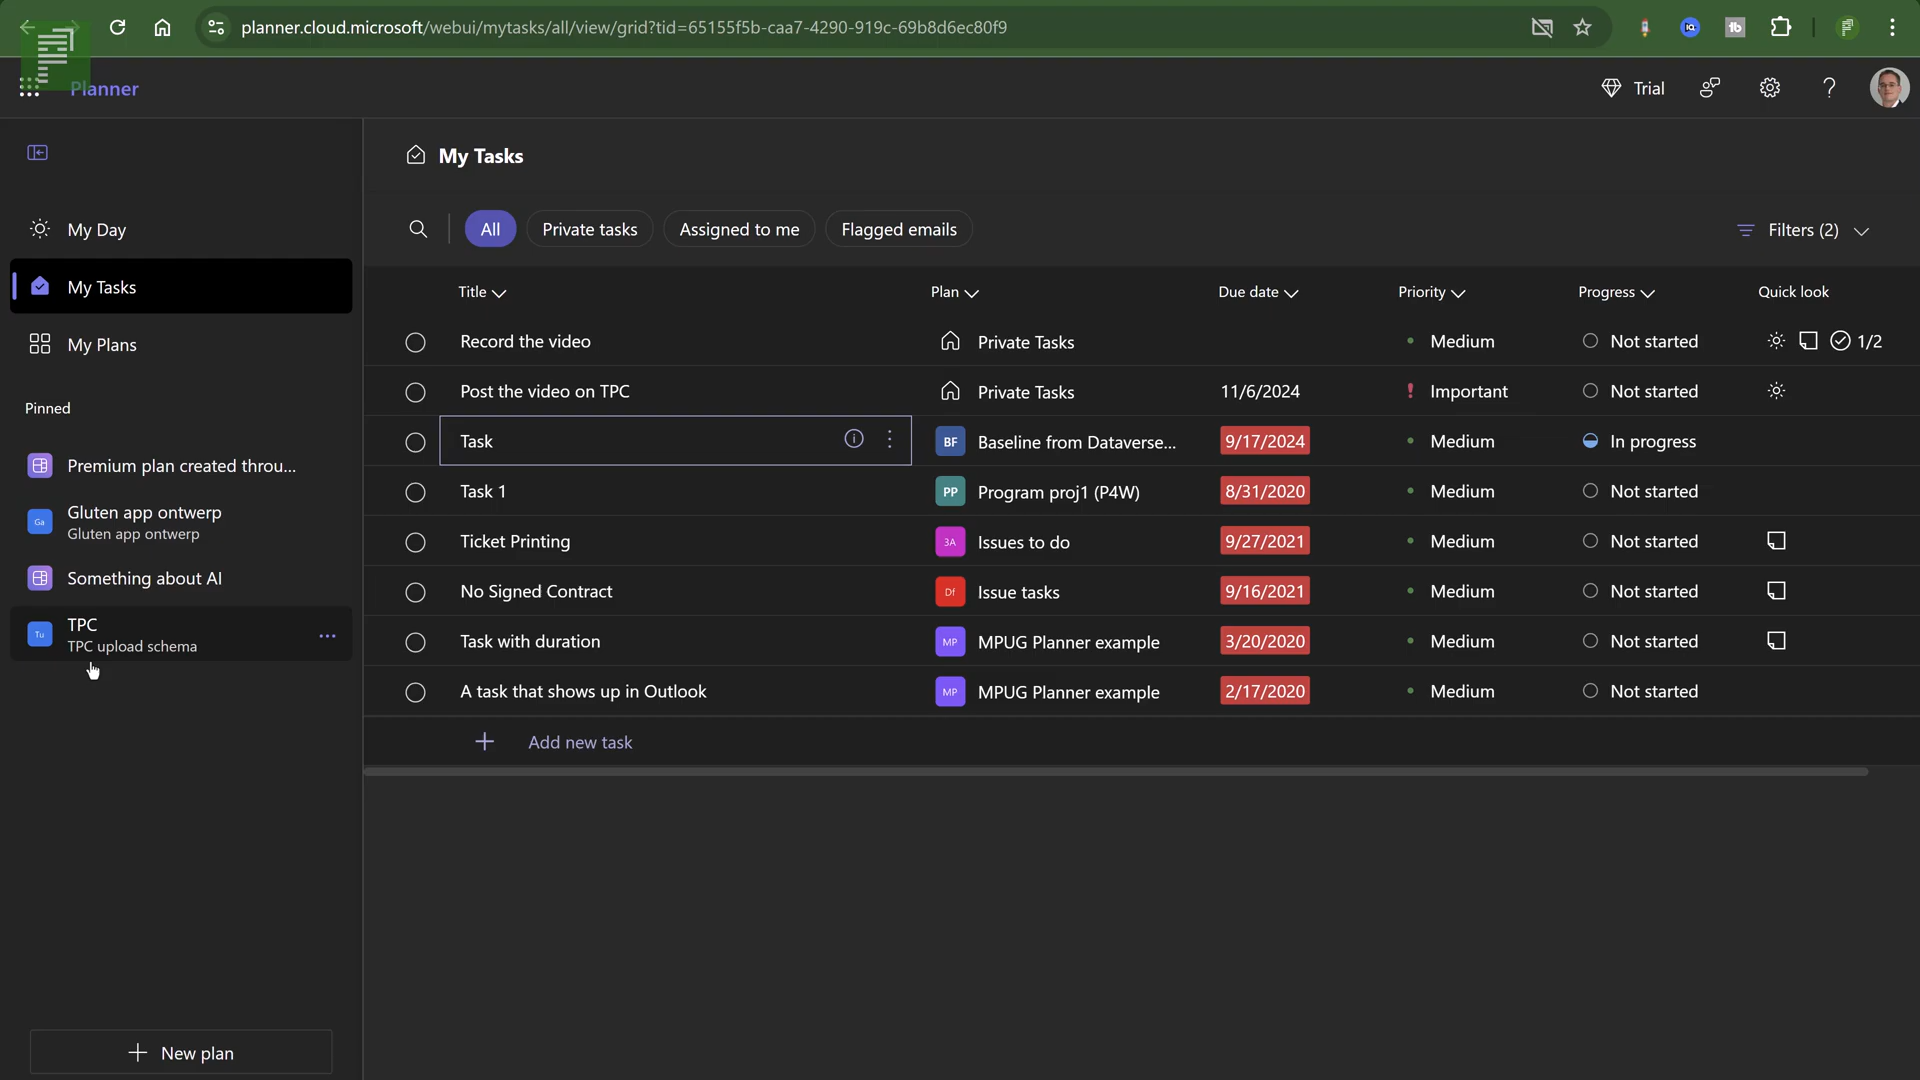 planner.cloud.microsoft/webui/mytasks/all/view/grid?tid=65155f5b-caa7-4290-919c-69b8d6ec80f9
Planner
Trial
My Day
My Tasks
My Plans
Pinned
Premium plan created throu...
Ga
Gluten app ontwerp
Gluten app ontwerp
Something about AI
Tu
TPC
TPC upload schema
New plan
My Tasks
All
Private tasks
Assigned to me
Flagged emails
Filters (2)
Title Plan Due date Priority Progress Quick look
Record the video Private Tasks Medium Not started 1/2
Post the video on TPC Private Tasks 11/6/2024 Important Not started
Task BF Baseline from Dataverse... 9/17/2024 Medium In progress
Task 1 PP Program proj1 (P4W) 8/31/2020 Medium Not started
Ticket Printing 3A Issues to do 9/27/2021 Medium Not started
No Signed Contract Df Issue tasks 9/16/2021 Medium Not started
Task with duration MP MPUG Planner example 3/20/2020 Medium Not started
A task that shows up in Outlook MP MPUG Planner example 2/17/2020 Medium Not started
Add new task